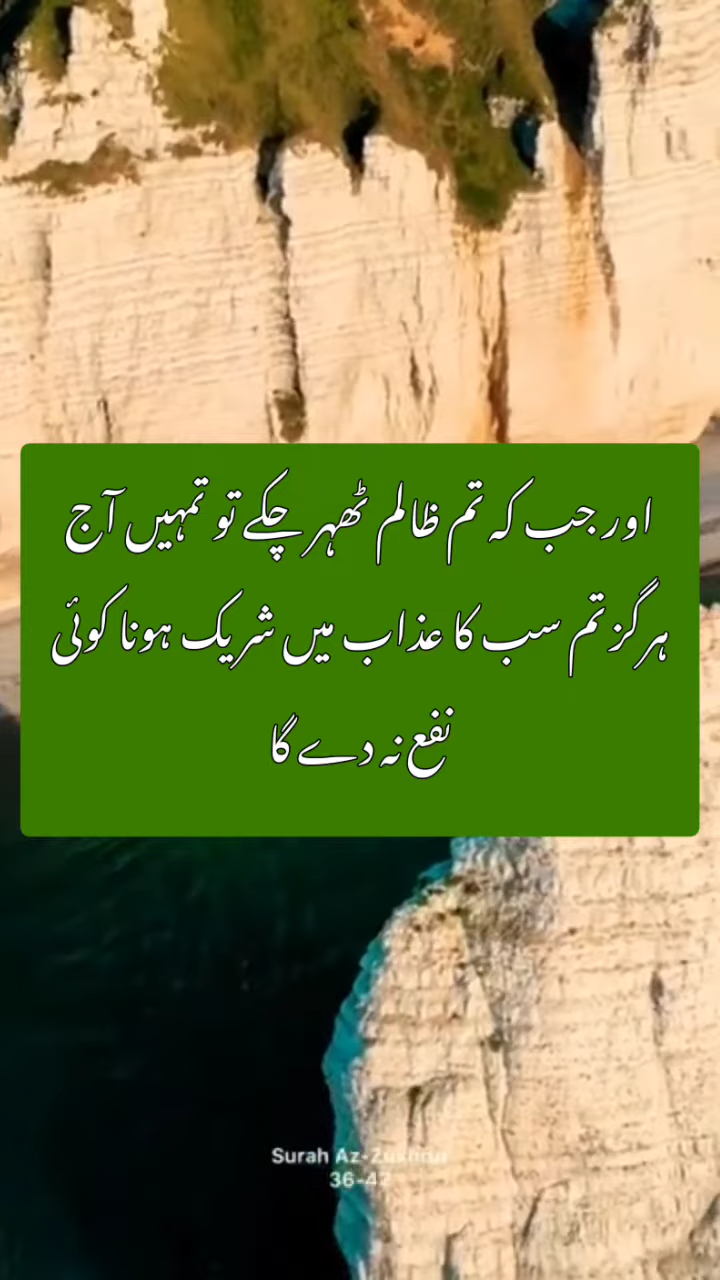 اور جب کہ تم ظالم ٹھہر چکے تو تمہیں آج
ہرگز تم سب کا عذاب میں شریک ہونا کوئی
نفع نہ دے گا
Surah Az-Zukhruf
36-42